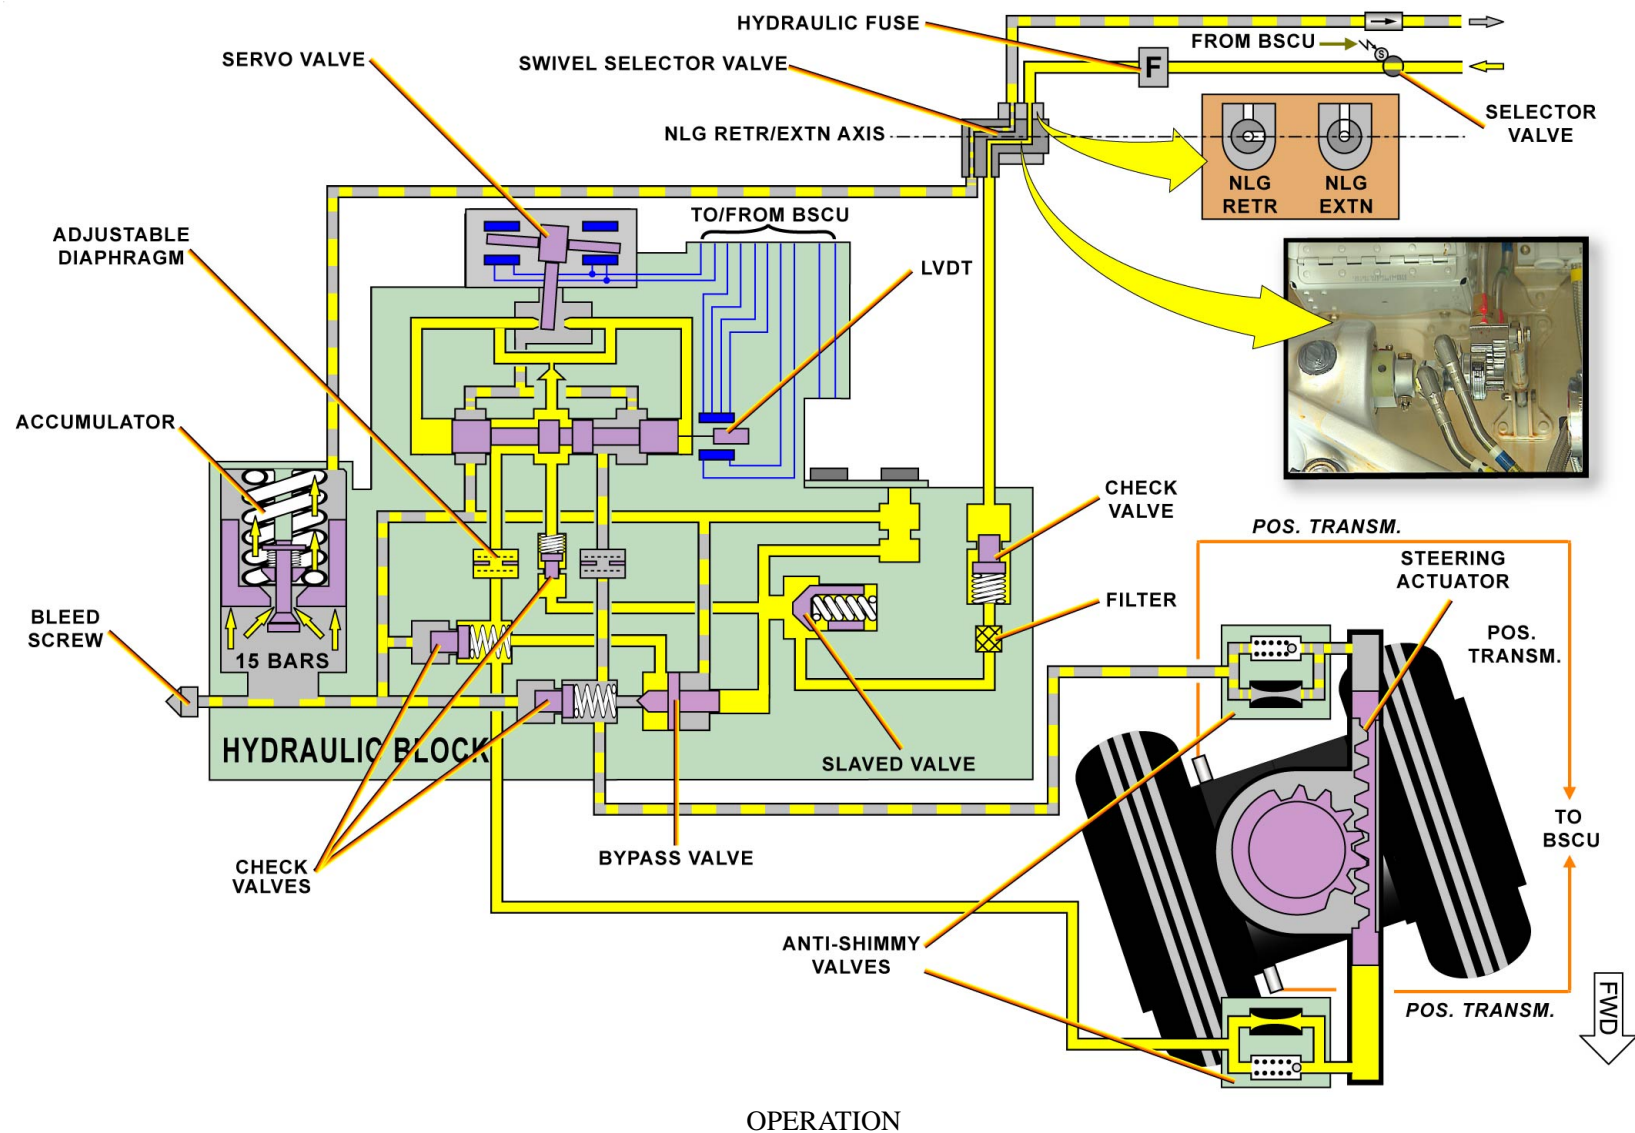 HYDRAULIC FUSE
FROM BSCU
S
SERVO VALVE
SWIVEL SELECTOR VALVE
F
SELECTOR
VALVE
NLG RETR/EXTN AXIS
NLG
RETR
NLG
EXTN
TO/FROM BSCU
ADJUSTABLE
DIAPHRAGM
LVDT
ACCUMULATOR
CHECK
VALVE
POS. TRANSM.
STEERING
ACTUATOR
BLEED
SCREW
FILTER
15 BARS
POS.
TRANSM.
HYDRAULIC BLOCK
SLAVED VALVE
TO
BSCU
CHECK
VALVES
BYPASS VALVE
ANTI-SHIMMY
VALVES
POS. TRANSM.
FWD
OPERATION